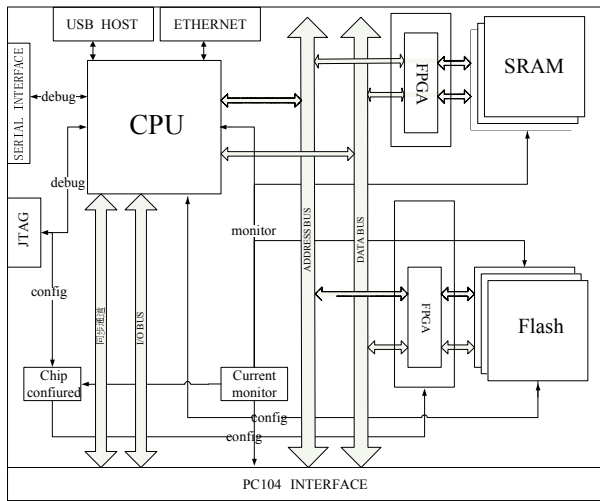 USB HOST
ETHERNET
SERIAL INTERFACE
debug
CPU
FPGA
SRAM
debug
JTAG
monitor
ADDRESS BUS
DATA BUS
config
同步通道
I/O BUS
FPGA
Flash
Chip
confiured
Current
monitor
config
config
PC104 INTERFACE